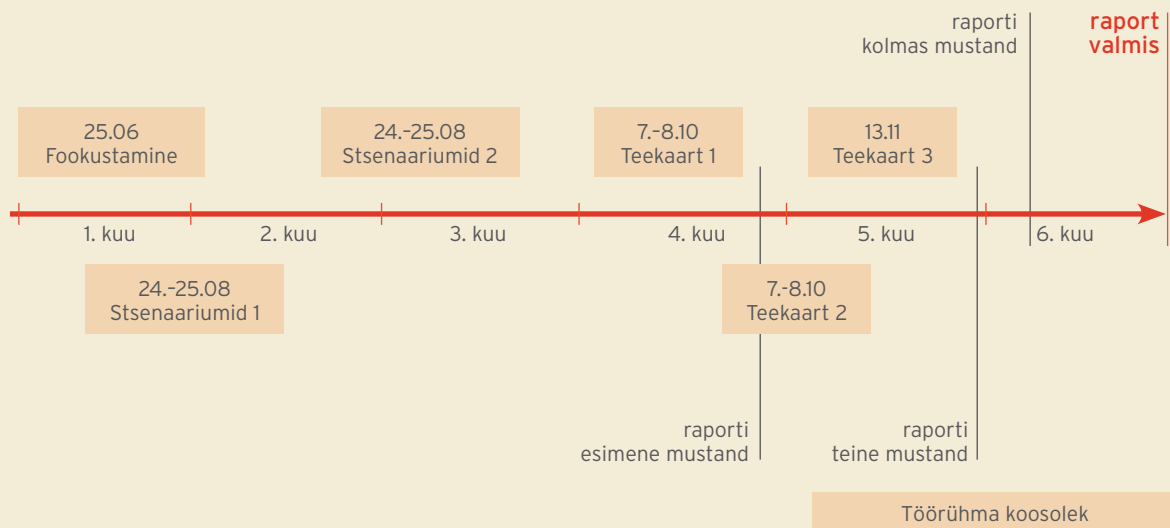 raporti
kolmas mustand
raport
valmis
25.06
Fookustamine
24.–25.08
Stsenaariumid 2
7.–8.10
Teekaart 1
13.11
Teekaart 3
1. kuu
2. kuu
3. kuu
4. kuu
5. kuu
6. kuu
24.–25.08
Stsenaariumid 1
7.-8.10
Teekaart 2
raporti
esimene mustand
raporti
teine mustand
Töörühma koosolek